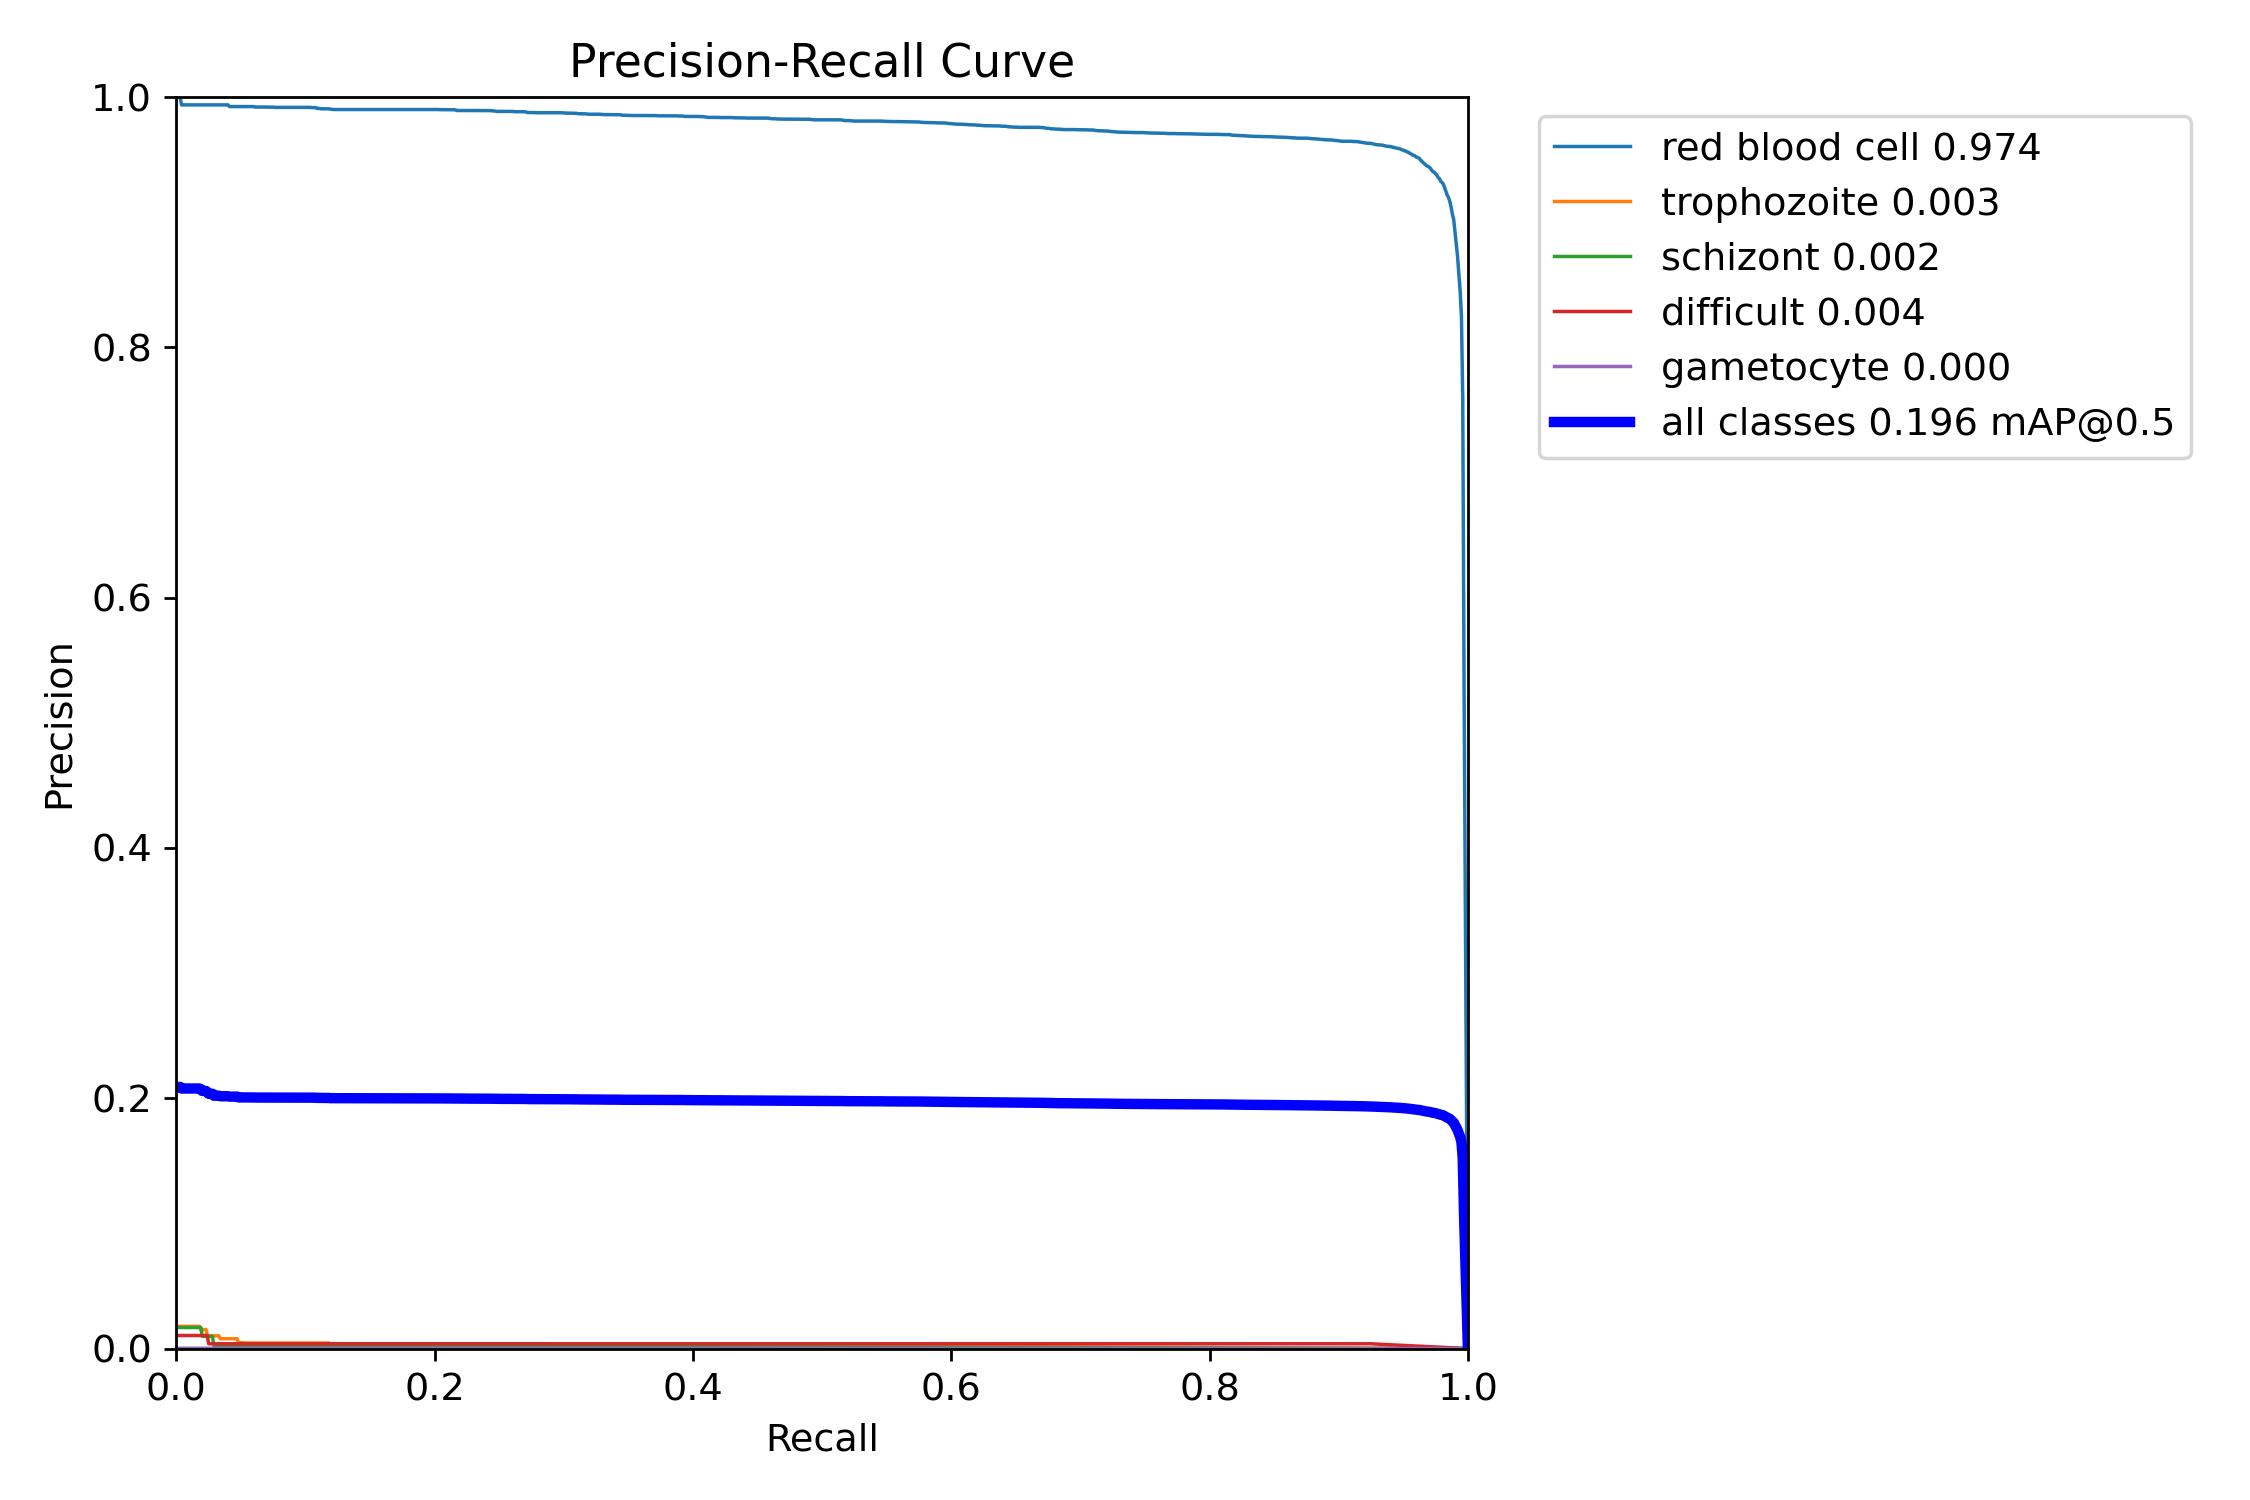 Precision-Recall Curve
1.0
0.8
0.6
0.4
0.2
0.0
Precision
0.0 0.2 0.4 0.6 0.8 1.0
Recall
red blood cell 0.974
trophozoite 0.003
schizont 0.002
difficult 0.004
gametocyte 0.000
all classes 0.196 mAP@0.5